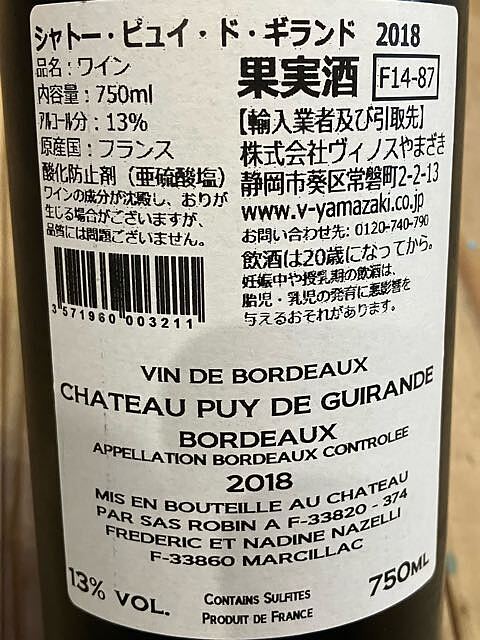 シャトー・ピュイ・ド・ギランド 2018
品名：ワイン
内容量：750ml
アルコール分：13%
原産国：フランス
酸化防止剤（亜硫酸塩）
ワインの成分が沈殿し、おりが
生じる場合がございますが、
品質には問題ございません。
3 571960 003211
果実酒 F14-87
【輸入業者及び引取先】
株式会社ヴィノスやまざき
静岡市葵区常磐町2-2-13
www.v-yamazaki.co.jp
お問い合わせ先: 0120-740-790
飲酒は20歳になってから。
妊娠中や授乳期の飲酒は、
胎児・乳児の発育に悪影響を
与えるおそれがあります。
VIN DE BORDEAUX
CHATEAU PUY DE GUIRANDE
BORDEAUX
APPELLATION BORDEAUX CONTROLEE
2018
MIS EN BOUTEILLE AU CHATEAU
PAR SAS ROBIN A F-33820 - 374
FREDERIC ET NADINE NAZELLI
F-33860 MARCILLAC
13% VOL.
CONTAINS SULFITES
PRODUIT DE FRANCE
750ML